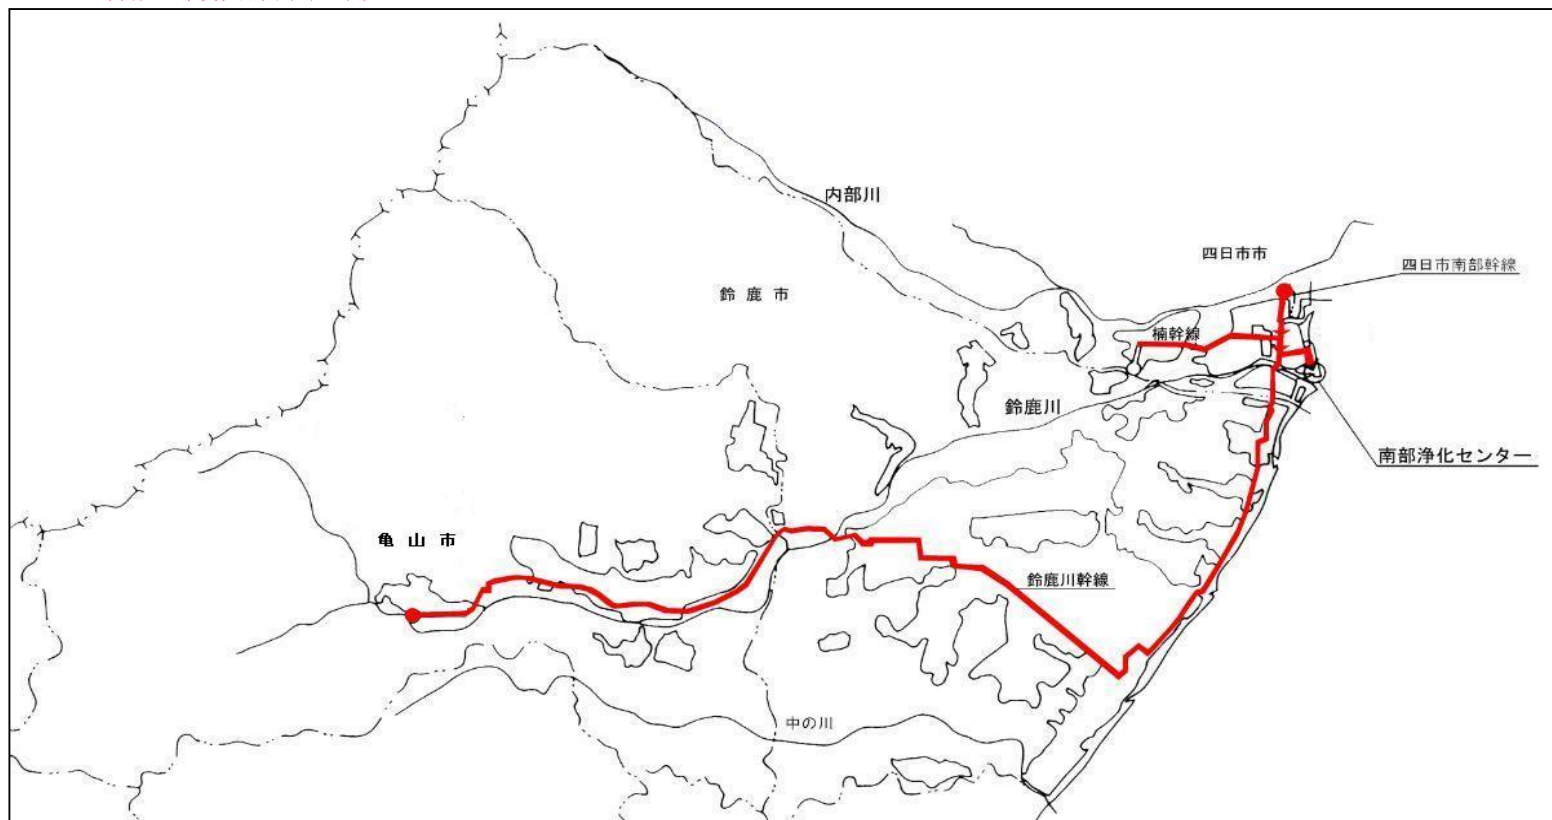 内部川
四日市市
四日市南部幹線
鈴鹿市
楠幹線
鈴鹿川
南部浄化センター
亀山市
鈴鹿川幹線
中の川